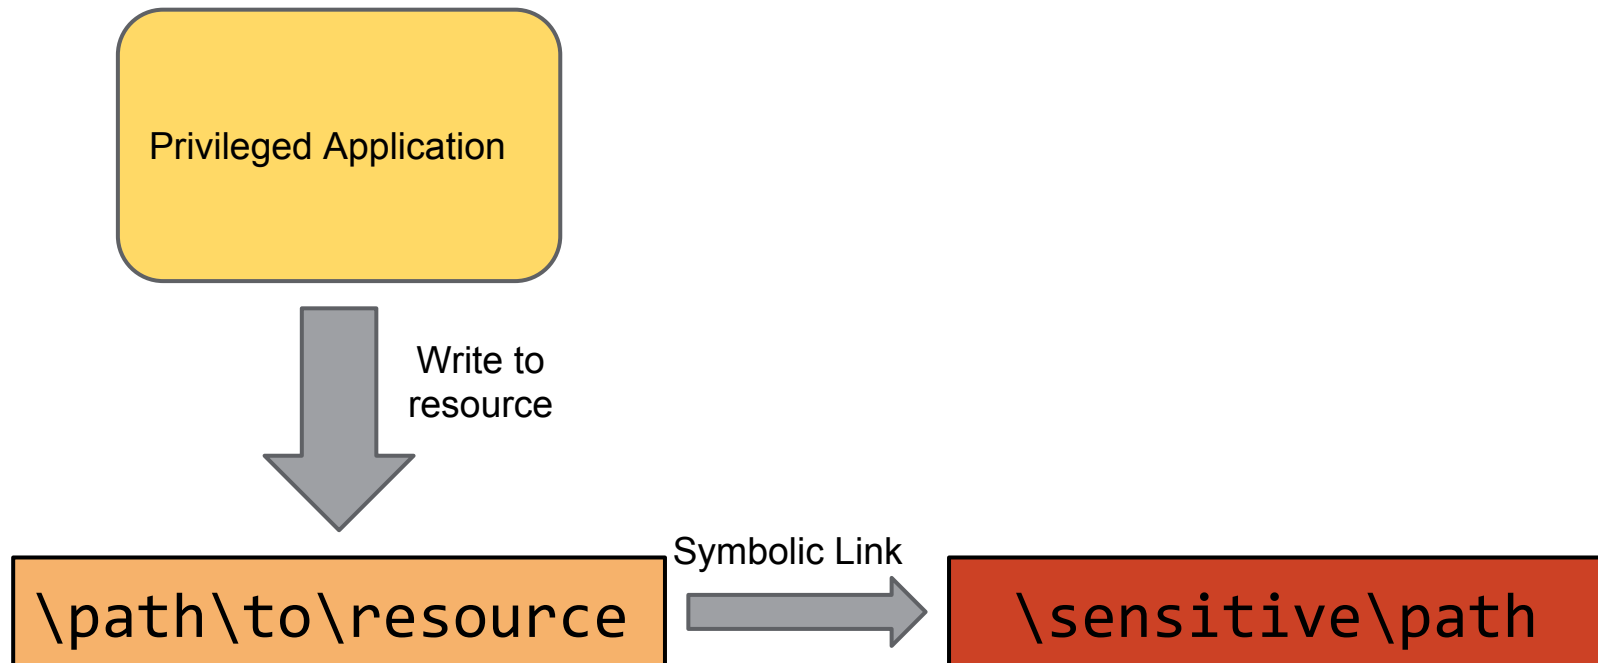 Privileged Application
Write to
resource
Symbolic Link
\path\to\resource
\sensitive\path